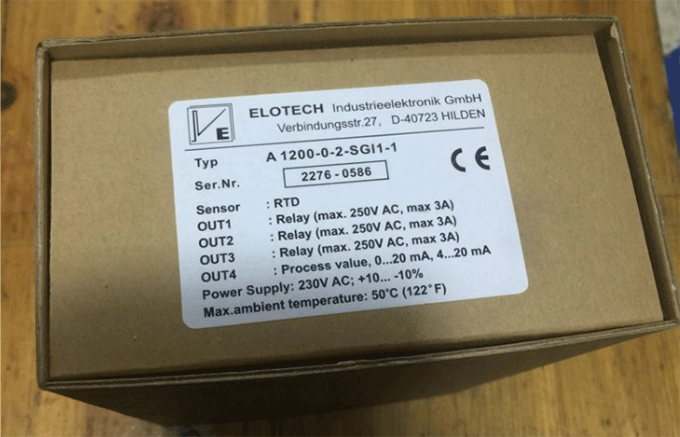 VE
ELOTECH Industrieelektronik GmbH
Verbindungsstr.27, D-40723 HILDEN
Typ A 1200-0-2-SGI1-1
CE
Ser.Nr. 2276 - 0586
Sensor : RTD
OUT1 : Relay (max. 250V AC, max 3A)
OUT2 : Relay (max. 250V AC, max 3A)
OUT3 : Relay (max. 250V AC, max 3A)
OUT4 : Process value, 0...20 mA, 4...20 mA
Power Supply: 230V AC; +10... -10%
Max.ambient temperature: 50°C (122°F)